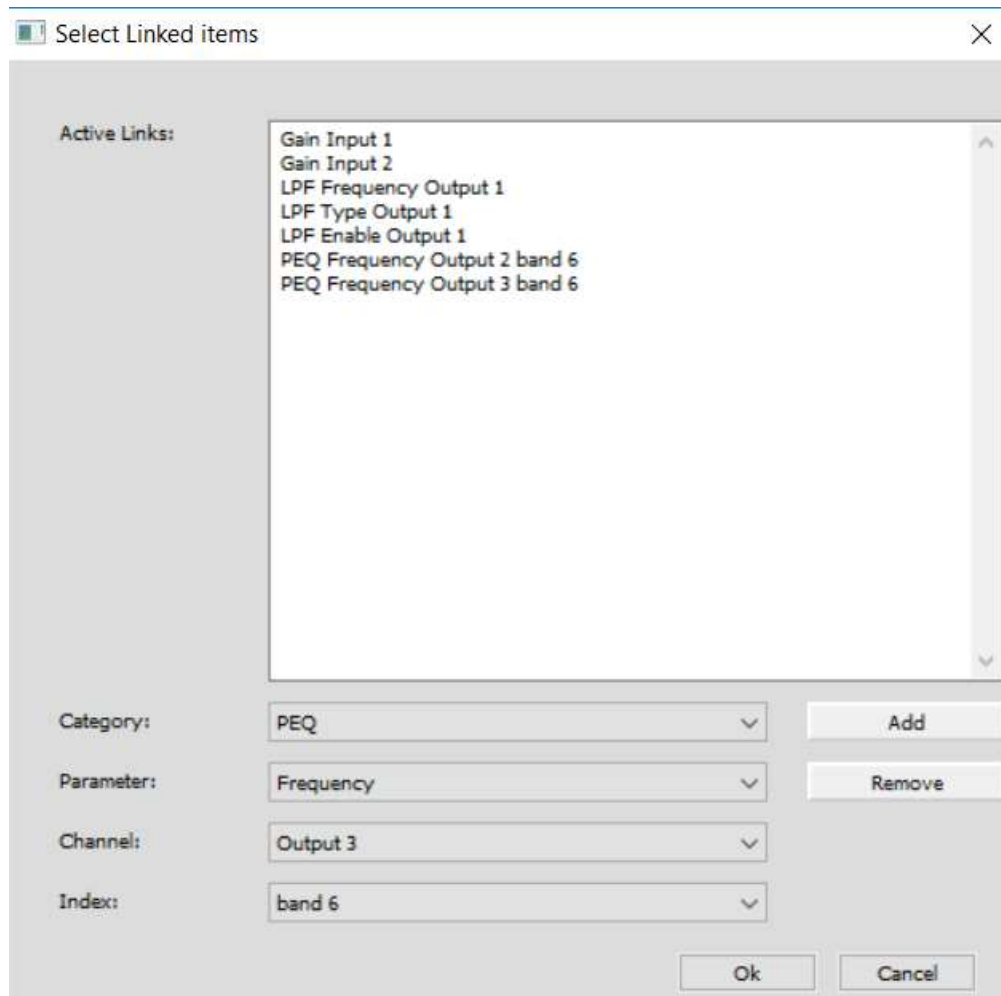 Select Linked items
Active Links:
Gain Input 1
Gain Input 2
LPF Frequency Output 1
LPF Type Output 1
LPF Enable Output 1
PEQ Frequency Output 2 band 6
PEQ Frequency Output 3 band 6
Category: PEQ Add
Parameter: Frequency Remove
Channel: Output 3
Index: band 6
Ok Cancel